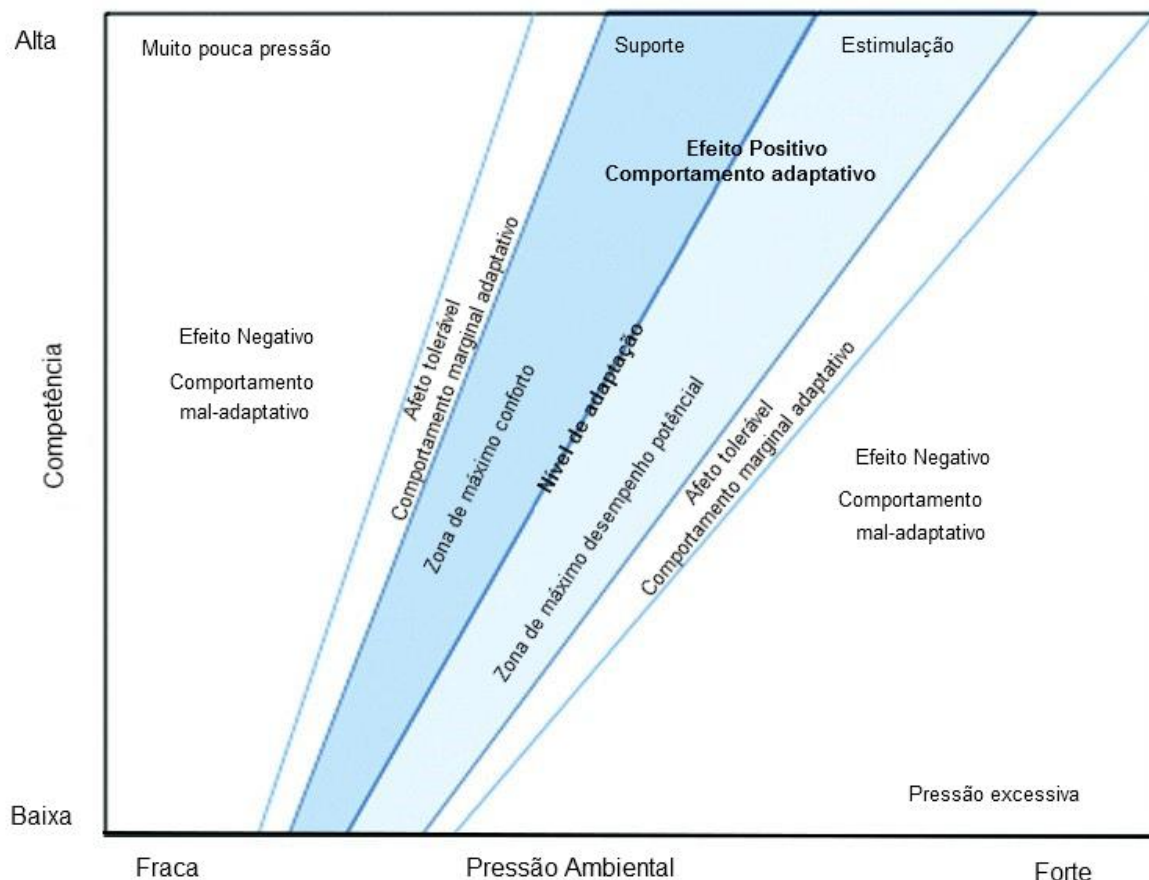 Alta
Muito pouca pressão
Suporte
Estimulação
Efeito Positivo
Comportamento adaptativo
Competência
Efeito Negativo
Comportamento
mal-adaptativo
Afeto tolerável
Comportamento marginal adaptativo
Zona de máximo conforto
Nível de adaptação
Zona de máximo desempenho potêncial
Afeto tolerável
Comportamento marginal adaptativo
Efeito Negativo
Comportamento
mal-adaptativo
Pressão excessiva
Baixa
Fraca
Pressão Ambiental
Forte